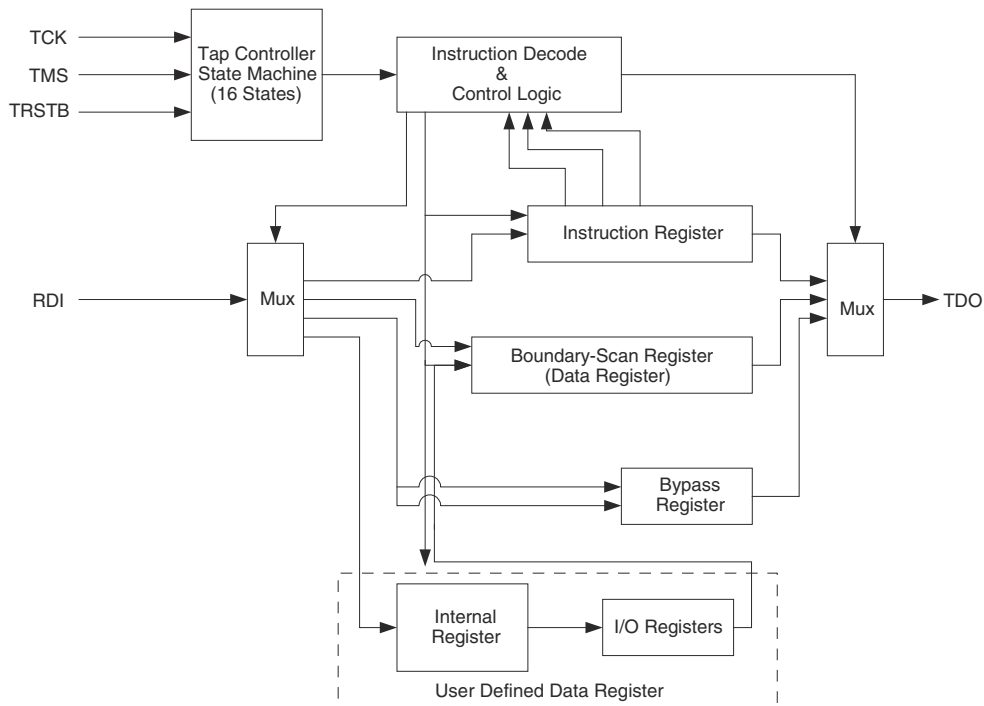 TCK
TMS
TRSTB
Tap Controller
State Machine
(16 States)
Instruction Decode
&
Control Logic
Instruction Register
RDI
Mux
Mux
TDO
Boundary-Scan Register
(Data Register)
Bypass
Register
Internal
Register
I/O Registers
User Defined Data Register